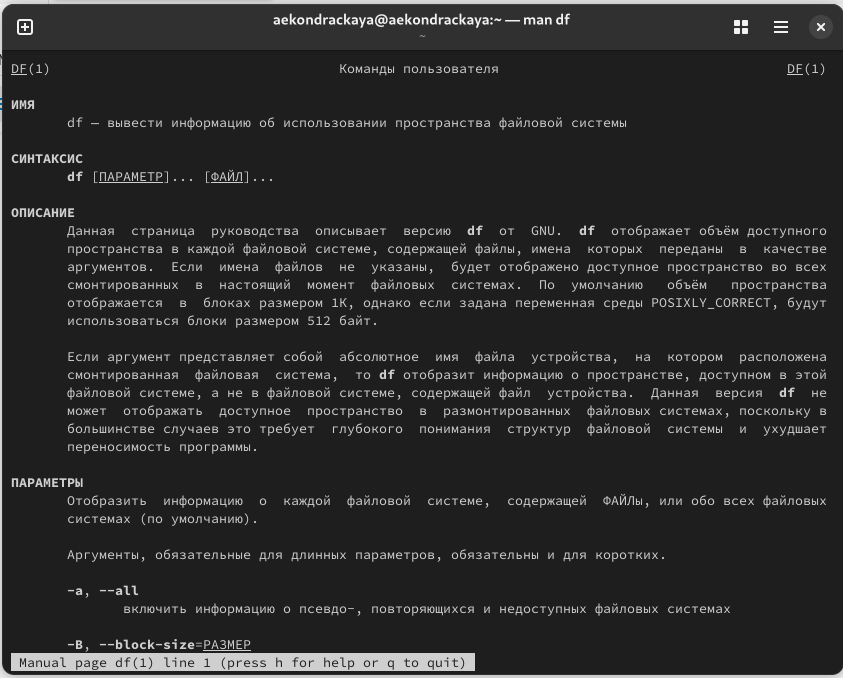 aekondrackaya@aekondrackaya:~ — man df
~
DF(1) Команды пользователя DF(1)
ИМЯ
df — вывести информацию об использовании пространства файловой системы
СИНТАКСИС
df [ПАРАМЕТР]... [ФАЙЛ]...
ОПИСАНИЕ
Данная страница руководства описывает версию df от GNU. df отображает объём доступного
пространства в каждой файловой системе, содержащей файлы, имена которых переданы в качестве
аргументов. Если имена файлов не указаны, будет отображено доступное пространство во всех
смонтированных в настоящий момент файловых системах. По умолчанию объём пространства
отображается в блоках размером 1К, однако если задана переменная среды POSIXLY_CORRECT, будут
использоваться блоки размером 512 байт.
Если аргумент представляет собой абсолютное имя файла устройства, на котором расположена
смонтированная файловая система, то df отобразит информацию о пространстве, доступном в этой
файловой системе, а не в файловой системе, содержащей файл устройства. Данная версия df не
может отображать доступное пространство в размонтированных файловых системах, поскольку в
большинстве случаев это требует глубокого понимания структур файловой системы и ухудшает
переносимость программы.
ПАРАМЕТРЫ
Отобразить информацию о каждой файловой системе, содержащей ФАЙЛы, или обо всех файловых
системах (по умолчанию).
Аргументы, обязательные для длинных параметров, обязательны и для коротких.
-a, --all
включить информацию о псевдо-, повторяющихся и недоступных файловых системах
-B, --block-size=РАЗМЕР
Manual page df(1) line 1 (press h for help or q to quit)